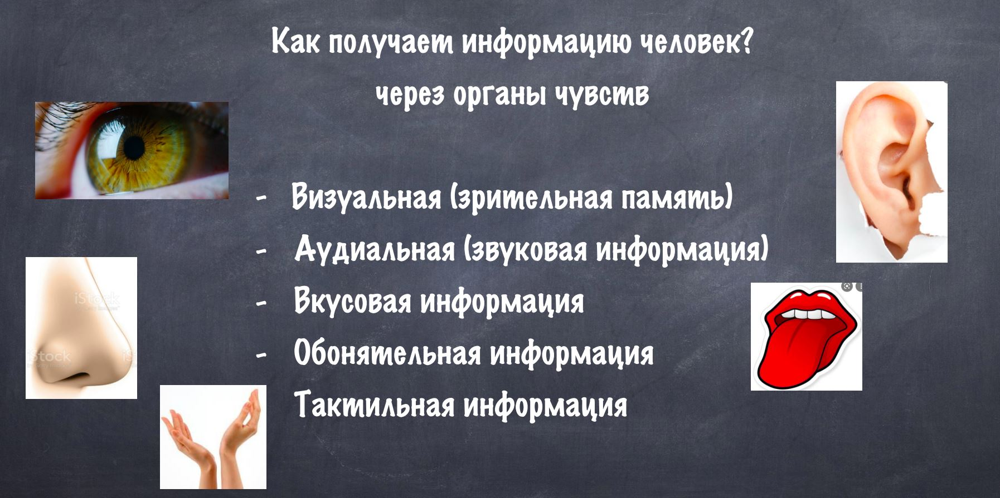 Как получает информацию человек?
через органы чувств
- Визуальная (зрительная память)
- Аудиальная (звуковая информация)
- Вкусовая информация
- Обонятельная информация
Тактильная информация
iStock
iStock